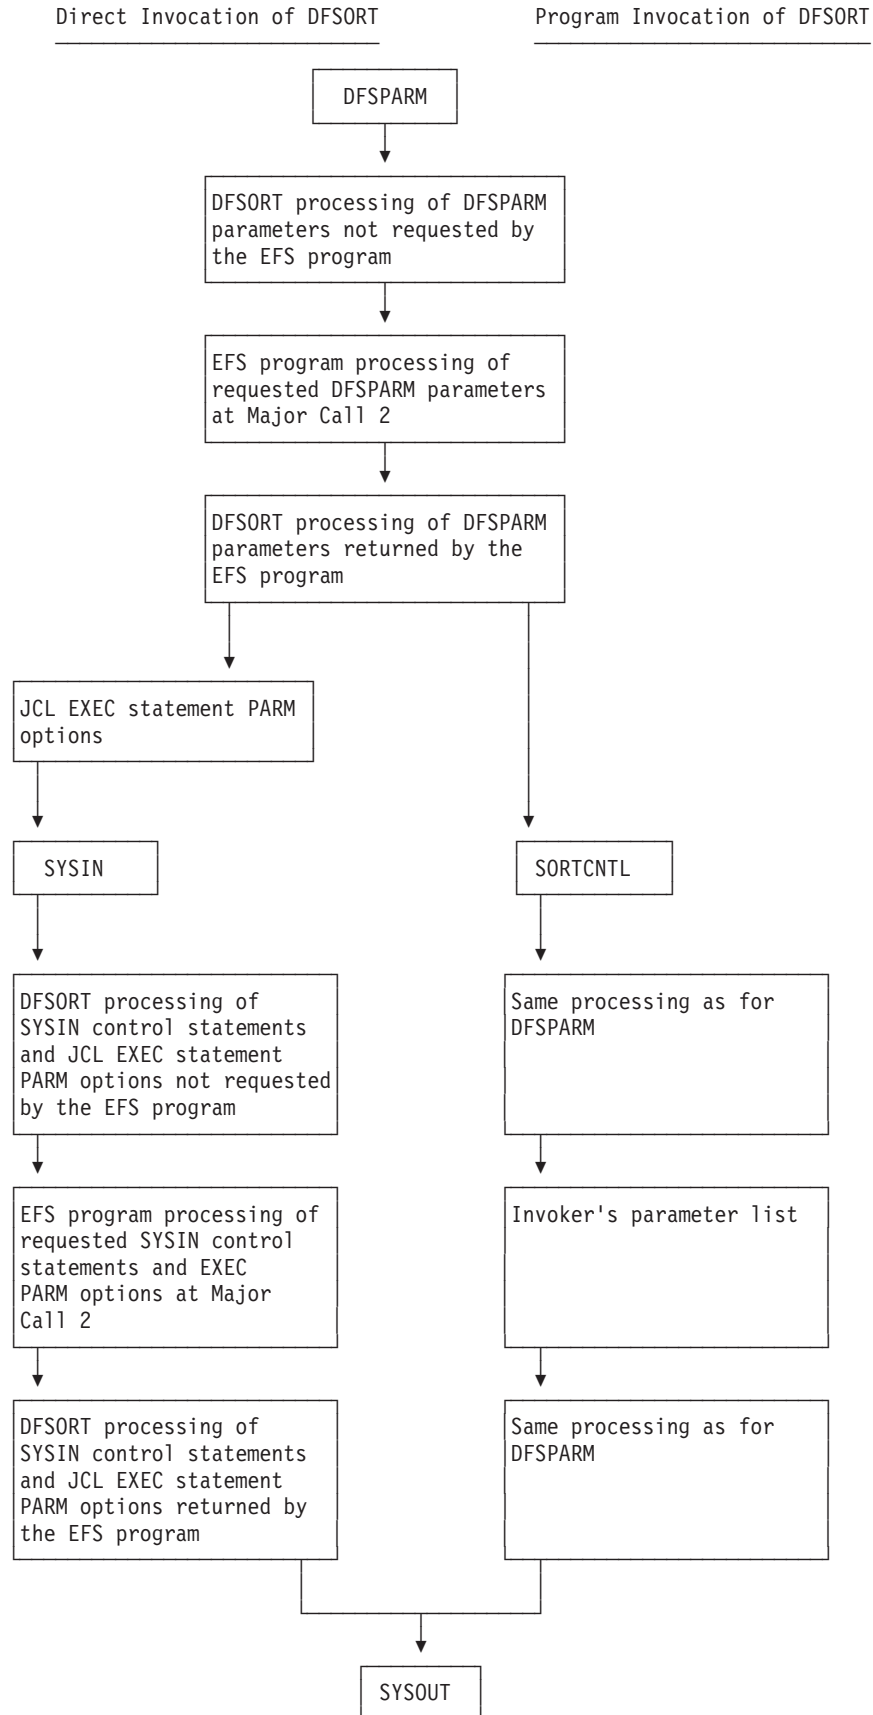 Direct Invocation of DFSORT
Program Invocation of DFSORT
DFSPARM
DFSORT processing of DFSPARM
parameters not requested by
the EFS program
EFS program processing of
requested DFSPARM parameters
at Major Call 2
DFSORT processing of DFSPARM
parameters returned by the
EFS program
JCL EXEC statement PARM
options
SYSIN
SORTCNTL
DFSORT processing of
SYSIN control statements
and JCL EXEC statement
PARM options not requested
by the EFS program
Same processing as for
DFSPARM
EFS program processing of
requested SYSIN control
statements and EXEC
PARM options at Major
Call 2
Invoker's parameter list
DFSORT processing of
SYSIN control statements
and JCL EXEC statement
PARM options returned by
the EFS program
Same processing as for
DFSPARM
SYSOUT